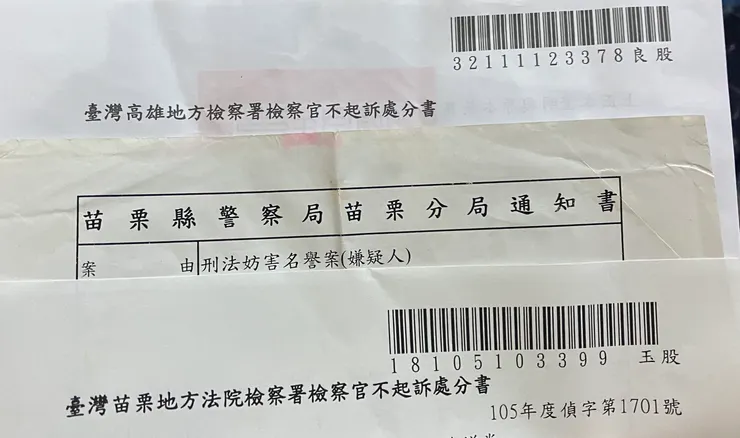 32111123378良股
臺灣高雄地方檢察署檢察官不起訴處分書
苗栗縣警察局苗栗分局通知書
案由 刑法妨害名譽案(嫌疑人)
18105103399 玉股
臺灣苗栗地方法院檢察署檢察官不起訴處分書
105年度偵字第1701號